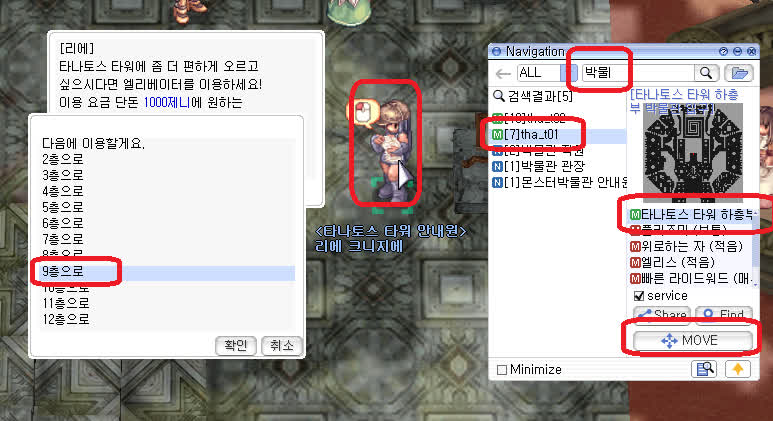 [리에]
타나토스 타워에 좀 더 편하게 오르고
싶으시다면 엘리베이터를 이용하세요!
이용 요금 단돈 1000제니에 원하는
다음에 이용할게요.
2층으로
3층으로
4층으로
5층으로
6층으로
7층으로
8층으로
9층으로
10층으로
11층으로
12층으로
확인 취소
<타나토스 타워 안내원>
리에 크니지에
Navigation
ALL 박물
검색결과[5]
[7]tha_t01
박물관 직원
[1]박물관 관장
[1]몬스터박물관 안내원
[타나토스 타워 하층
타나토스 타워 하층부
플라즈마 (보통)
위로하는 자 (적음)
엘리스 (적음)
빠른 라이드워드 (매
service
Share Find
MOVE
Minimize